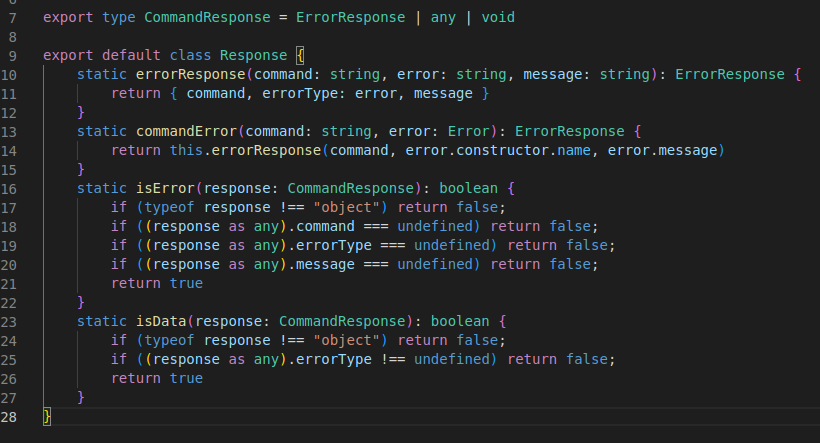 7 export type CommandResponse = ErrorResponse | any | void
8
9 export default class Response {
10 static errorResponse(command: string, error: string, message: string): ErrorResponse {
11 return { command, errorType: error, message }
12 }
13 static commandError(command: string, error: Error): ErrorResponse {
14 return this.errorResponse(command, error.constructor.name, error.message)
15 }
16 static isError(response: CommandResponse): boolean {
17 if (typeof response !== "object") return false;
18 if ((response as any).command === undefined) return false;
19 if ((response as any).errorType === undefined) return false;
20 if ((response as any).message === undefined) return false;
21 return true
22 }
23 static isData(response: CommandResponse): boolean {
24 if (typeof response !== "object") return false;
25 if ((response as any).errorType !== undefined) return false;
26 return true
27 }
28 }